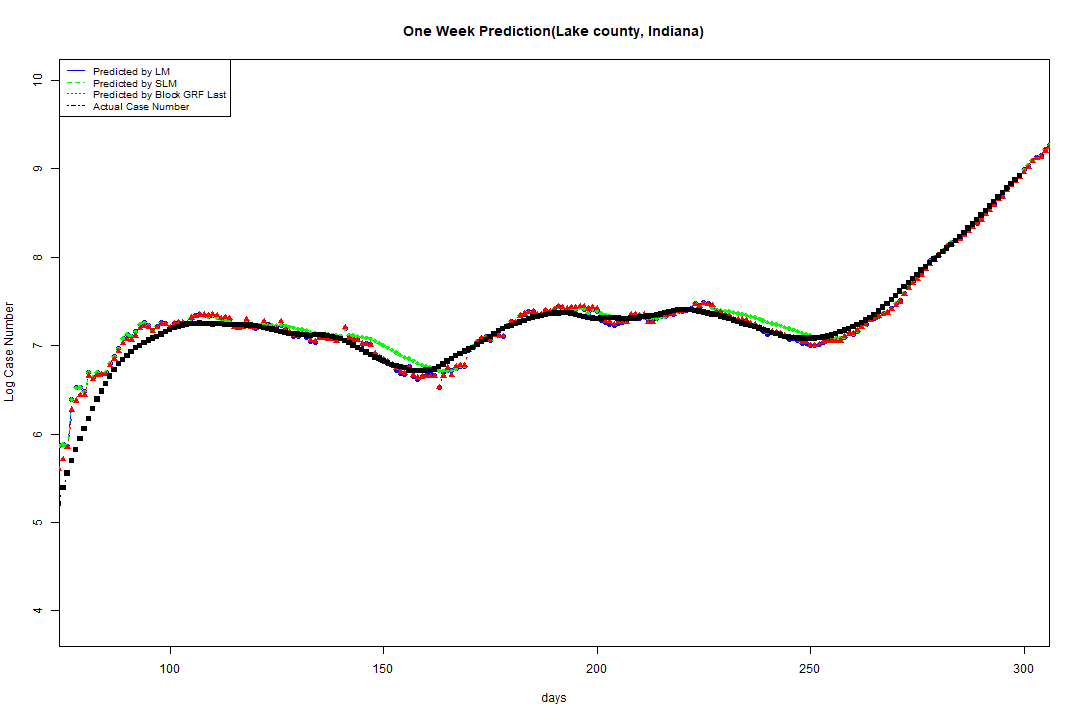 One Week Prediction(Lake county, Indiana)
Predicted by LM
Predicted by SLM
Predicted by Block GRF Last
Actual Case Number
10
9
8
7
6
5
4
Log Case Number
100 150 200 250 300
days